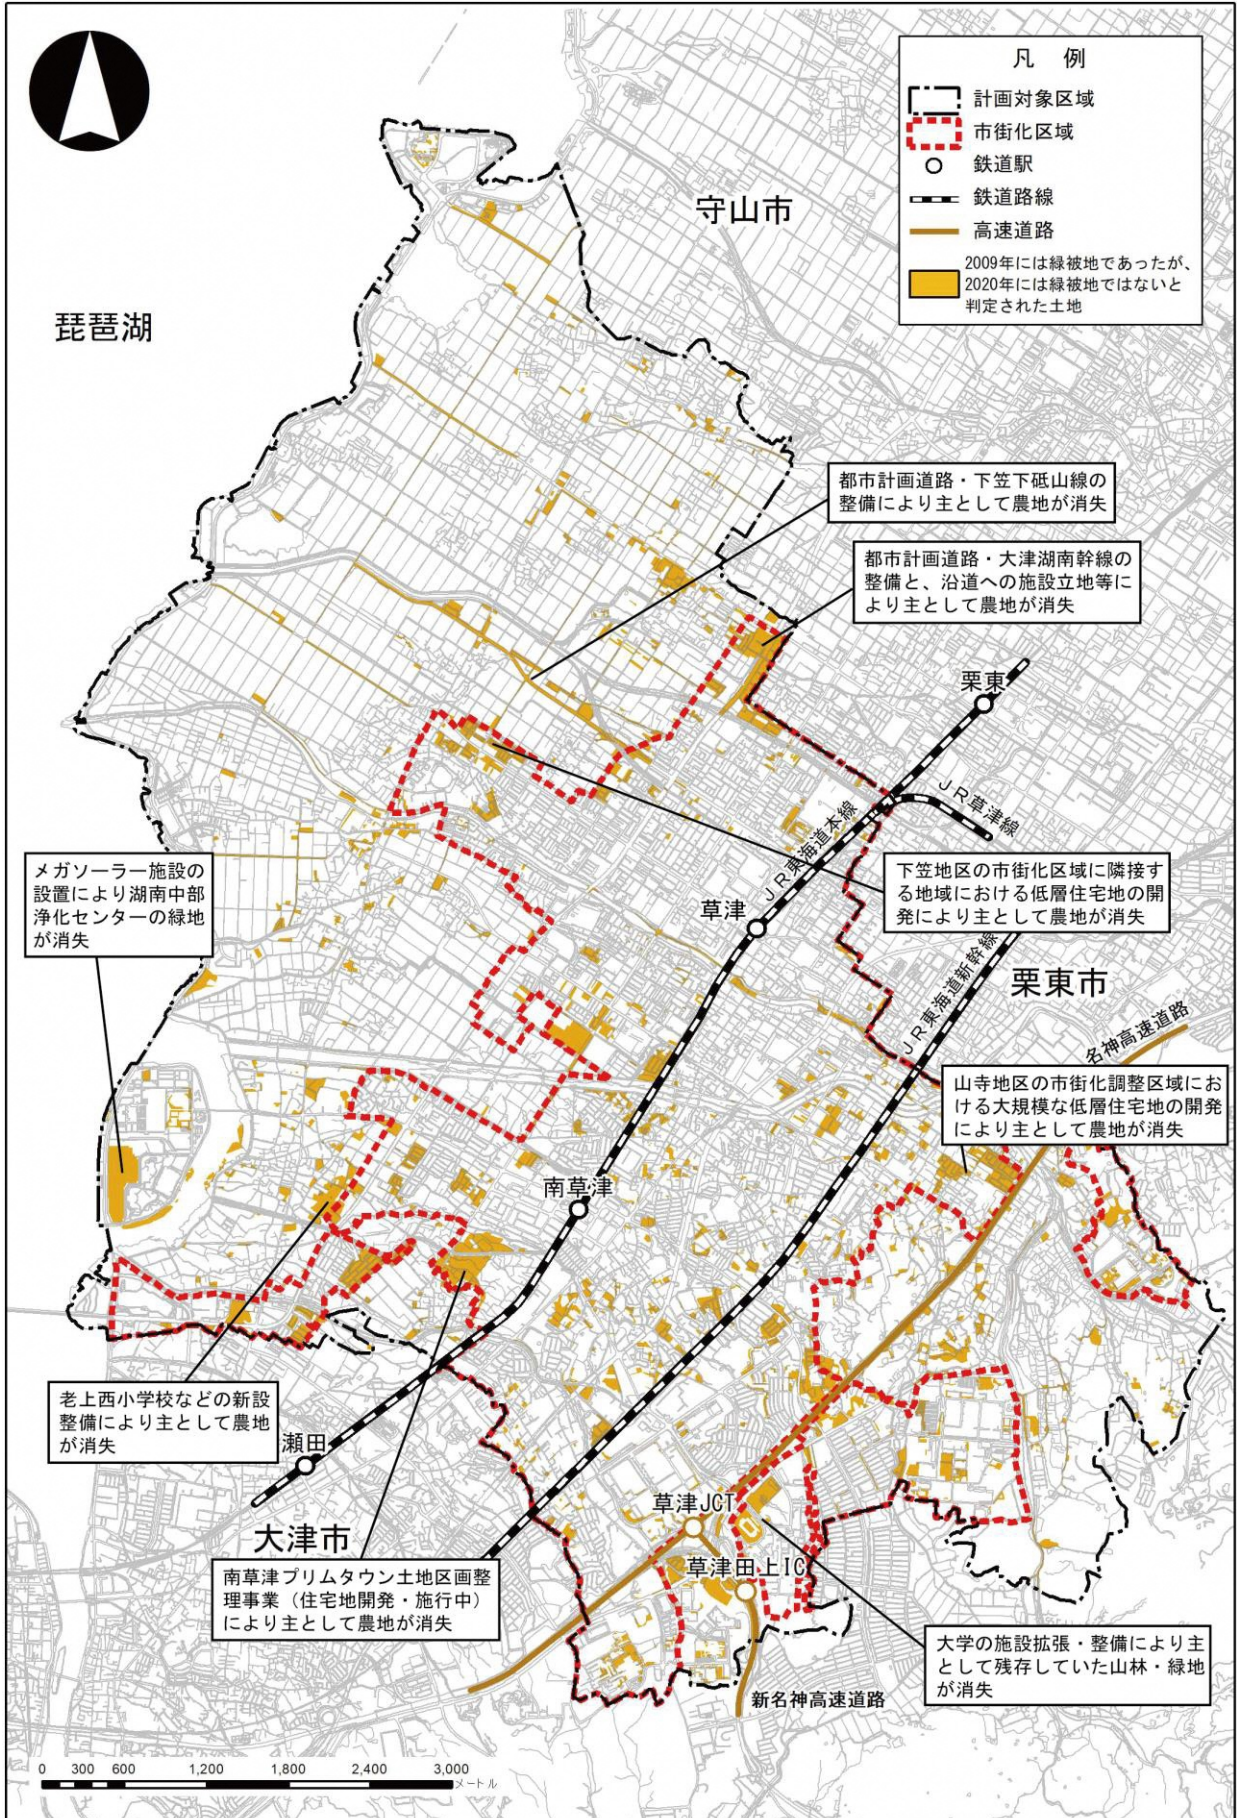 凡 例
計画対象区域
市街化区域
鉄道駅
鉄道路線
高速道路
2009年には緑被地であったが、
2020年には緑被地ではないと
判定された土地
守山市
琵琶湖
都市計画道路・下笠下砥山線の
整備により主として農地が消失
都市計画道路・大津湖南幹線の
整備と、沿道への施設立地等に
より主として農地が消失
栗東
JR草津線
JR東海道本線
メガソーラー施設の
設置により湖南中部
浄化センターの緑地
が消失
下笠地区の市街化区域に隣接す
る地域における低層住宅地の開
発により主として農地が消失
草津
JR東海道新幹線
栗東市
名神高速道路
山寺地区の市街化調整区域にお
ける大規模な低層住宅地の開発
により主として農地が消失
南草津
老上西小学校などの新設
整備により主として農地
が消失
瀬田
草津JCT
大津市
草津田上IC
南草津プリムタウン土地区画整
理事業（住宅地開発・施行中）
により主として農地が消失
大学の施設拡張・整備により主
として残存していた山林・緑地
が消失
新名神高速道路
0 300 600 1,200 1,800 2,400 3,000
メートル